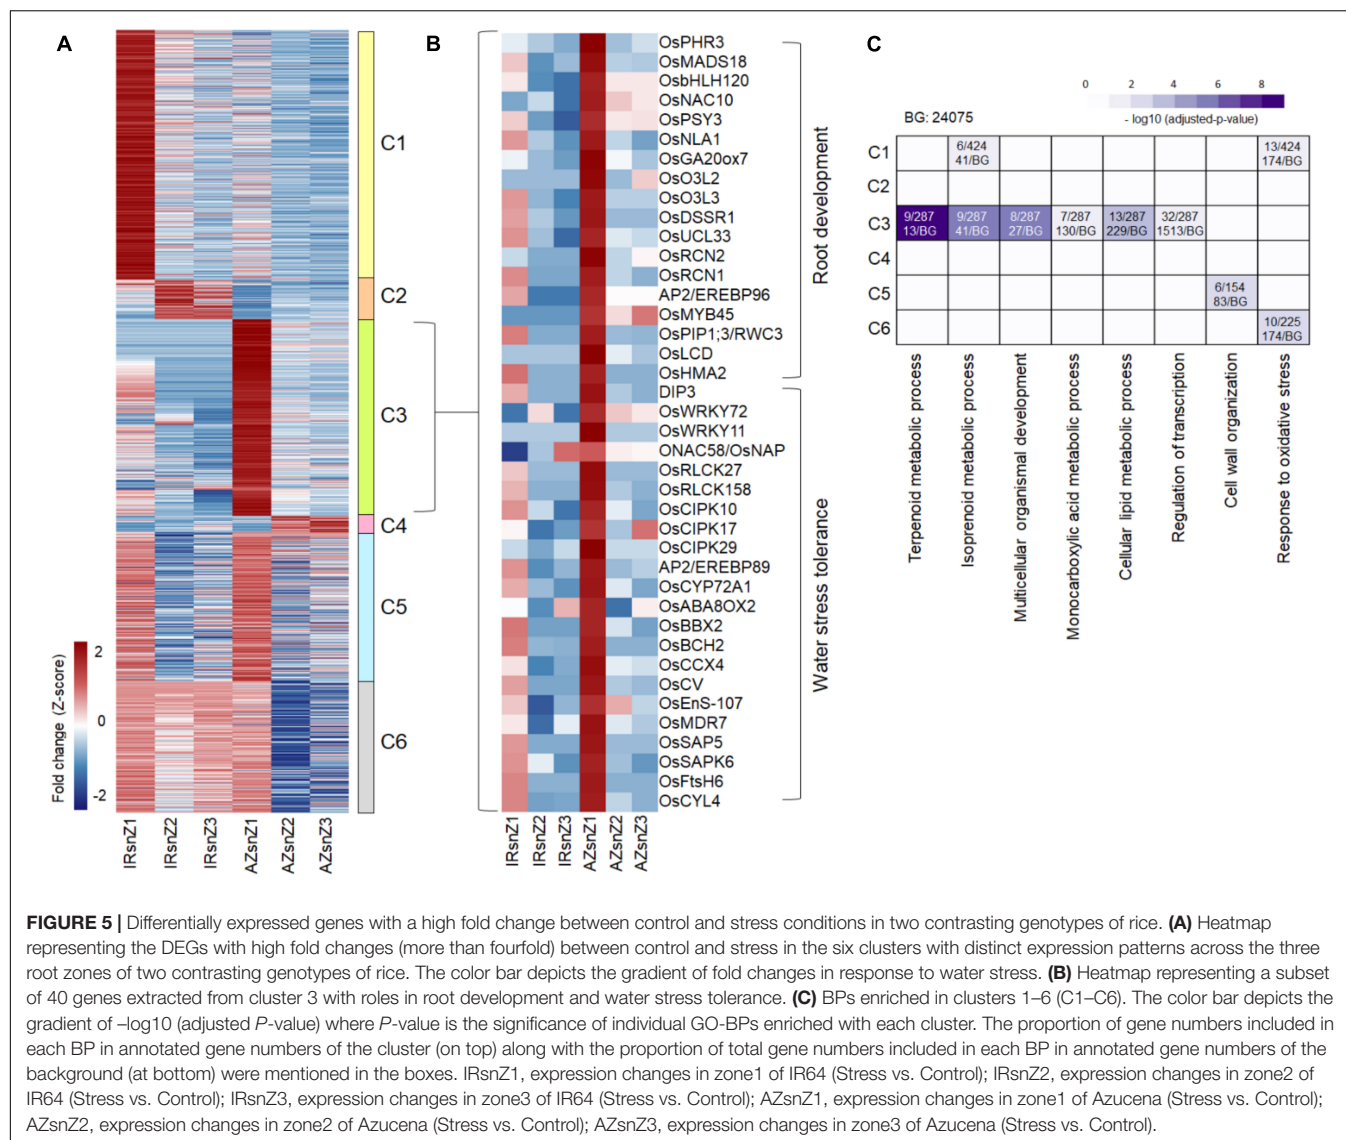 A
C1
C2
C3
C4
C5
C6
2
0
-2
Fold change (Z-score)
IRsnZ1
IRsnZ2
IRsnZ3
AZsnZ1
AZsnZ2
AZsnZ3
B
OsPHR3
OsMADS18
OsbHLH120
OsNAC10
OsPSY3
OsNLA1
OsGA20ox7
OsO3L2
OsO3L3
OsDSSR1
OsUCL33
OsRCN2
OsRCN1
AP2/EREBP96
OsMYB45
OsPIP1;3/RWC3
OsLCD
OsHMA2
DIP3
OsWRKY72
OsWRKY11
ONAC58/OsNAP
OsRLCK27
OsRLCK158
OsCIPK10
OsCIPK17
OsCIPK29
AP2/EREBP89
OsCYP72A1
OsABA8OX2
OsBBX2
OsBCH2
OsCCX4
OsCV
OsEnS-107
OsMDR7
OsSAP5
OsSAPK6
OsFtsH6
OsCYL4
Root development
Water stress tolerance
IRsnZ1
IRsnZ2
IRsnZ3
AZsnZ1
AZsnZ2
AZsnZ3
C
0 2 4 6 8
- log10 (adjusted-p-value)
BG: 24075
C1
6/424
41/BG
13/424
174/BG
C2
C3
9/287
13/BG
9/287
41/BG
8/287
27/BG
7/287
130/BG
13/287
229/BG
32/287
1513/BG
C4
C5
6/154
83/BG
C6
10/225
174/BG
Terpenoid metabolic process
Isoprenoid metabolic process
Multicellular organismal development
Monocarboxylic acid metabolic process
Cellular lipid metabolic process
Regulation of transcription
Cell wall organization
Response to oxidative stress
FIGURE 5 | Differentially expressed genes with a high fold change between control and stress conditions in two contrasting genotypes of rice. (A) Heatmap
representing the DEGs with high fold changes (more than fourfold) between control and stress in the six clusters with distinct expression patterns across the three
root zones of two contrasting genotypes of rice. The color bar depicts the gradient of fold changes in response to water stress. (B) Heatmap representing a subset
of 40 genes extracted from cluster 3 with roles in root development and water stress tolerance. (C) BPs enriched in clusters 1–6 (C1–C6). The color bar depicts the
gradient of –log10 (adjusted P-value) where P-value is the significance of individual GO-BPs enriched with each cluster. The proportion of gene numbers included in
each BP in annotated gene numbers of the cluster (on top) along with the proportion of total gene numbers included in each BP in annotated gene numbers of the
background (at bottom) were mentioned in the boxes. IRsnZ1, expression changes in zone1 of IR64 (Stress vs. Control); IRsnZ2, expression changes in zone2 of
IR64 (Stress vs. Control); IRsnZ3, expression changes in zone3 of IR64 (Stress vs. Control); AZsnZ1, expression changes in zone1 of Azucena (Stress vs. Control);
AZsnZ2, expression changes in zone2 of Azucena (Stress vs. Control); AZsnZ3, expression changes in zone3 of Azucena (Stress vs. Control).